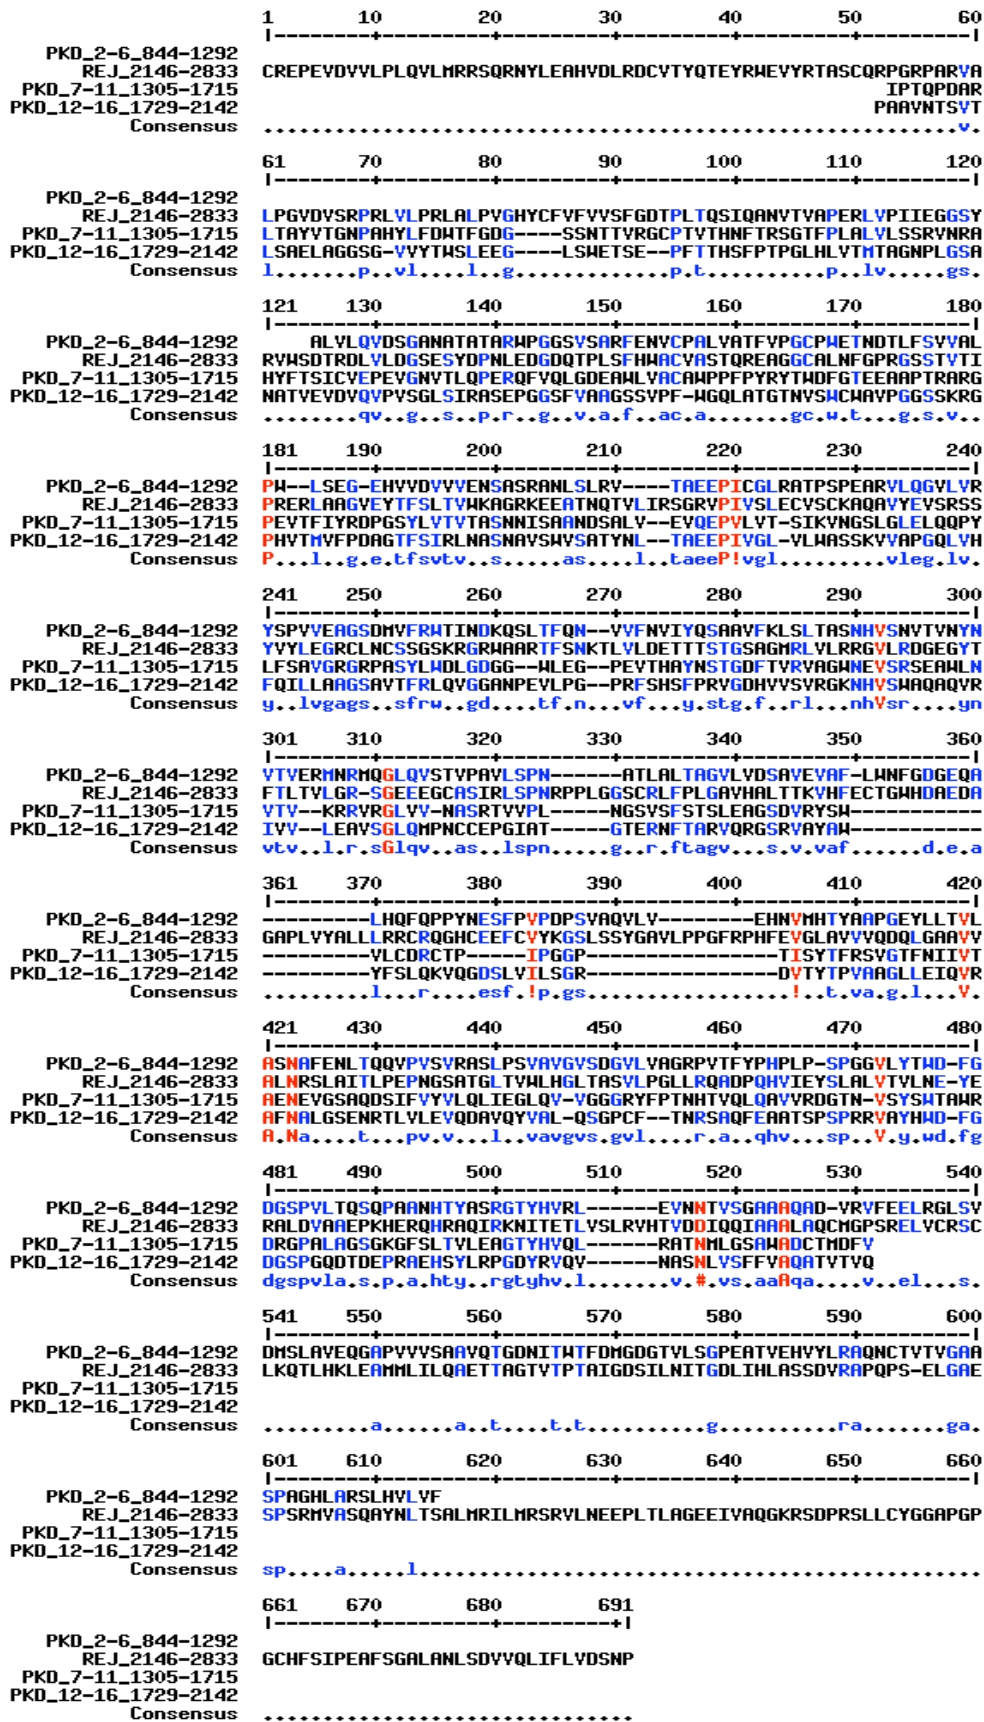 1 10 20 30 40 50 60
|--------+---------+---------+---------+---------+---------|
PKD_2-6_844-1292
REJ_2146-2833 CREPEVDVVLPLQVLMRRSQRNYLEAHVDLRDCVTYQTEYRWEVYRTASCQRPGRPARVA
PKD_7-11_1305-1715 IPTQPDAR
PKD_12-16_1729-2142 PAAVNTSVT
Consensus ..........................................................v.
61 70 80 90 100 110 120
|--------+---------+---------+---------+---------+---------|
PKD_2-6_844-1292
REJ_2146-2833 LPGVDVSRPRLVLPRLALPVGHYCFVFVVSFGDTPLTQSIQANVTVAPERLVPIIEGGSY
PKD_7-11_1305-1715 LTAYVTGNPAHYLFDWTFGDG----SSNTTVRGCPTVTHNFTRSGTFPLALVLSSRVNRA
PKD_12-16_1729-2142 LSAELAGGSG-VVYTWSLEEG----LSWETSE--PFTTHSFPTPGLHLVTMTAGNPLGSA
Consensus l.......p..vl....l..g.............p.t..........p..lv.....gs.
121 130 140 150 160 170 180
|--------+---------+---------+---------+---------+---------|
PKD_2-6_844-1292 ALVLQVDSGANATATARWPGGSVSARFENVCPALVATFVPGCPWETNDTLFSVVAL
REJ_2146-2833 RVWSDTRDLVLDGSESYDPNLEDGDQTPLSFHWACVASTQREAGGCALNFGPRGSSTVTI
PKD_7-11_1305-1715 HYFTSICVEPEVGNVTLQPERQFVQLGDEAWLVACAWPPFPYRYTWDFGTEEAAPTRARG
PKD_12-16_1729-2142 NATVEVDVQVPVSGLSIRASEPGGSFVAAGSSVPF-WGQLATGTNVSWCWAVPGGSSKRG
Consensus ........qv..g..s..p.r..g..v.a.f..aca.a.......gc.w.t...g.s.v..
181 190 200 210 220 230 240
|--------+---------+---------+---------+---------+---------|
PKD_2-6_844-1292 PW--LSEG-EHVVDVVVENSASRANLSLRV----TAEEPICGLRATPSPEARVLQGVLVR
REJ_2146-2833 PRERLAAGVEYTFSLTVWKAGRKEEATNQTVLIRSGRVPIVSLECVSCKAQAVYEVSRSS
PKD_7-11_1305-1715 PEVTFIYRDPGSYLVTVTASNNISAANDSALV--EVQEPVLVT-SIKVNGSLGLELQQPY
PKD_12-16_1729-2142 PHVTMVFPDAGTFSIRLNASNAVSWVSATYNL--TAEEPIVGL-VLWASSKVVAPGQLVH
Consensus P...l..g.e.tfsvtv..s.....as....l..taeeP!vgl.........vleg.lv.
241 250 260 270 280 290 300
|--------+---------+---------+---------+---------+---------|
PKD_2-6_844-1292 YSPVVEAGSDMVFRWTINDKQSLTFQN--VVFNVIYQSAAVFKLSLTASNHVSNVTVNYN
REJ_2146-2833 YVYLEGRCLNCSSGSKRGRWAARTFSNKTLVLDETTTSTGSAGMRLVLRRGVLRDGEGYT
PKD_7-11_1305-1715 LFSAVGRGRPASYLWDLGDGG--WLEG--PEVTHAYNSTGDFTVRVAGWNEVSRSEAWLN
PKD_12-16_1729-2142 FQILLAAGSAVTFRLQVGGANPEVLPG--PRFSHSFPRVGDHVVSVRGKNHVSWAQAQVR
Consensus y..lvgags..sfrw..gd....tf.n...vf...y.stg.f..rl...nhVsr....yn
301 310 320 330 340 350 360
|--------+---------+---------+---------+---------+---------|
PKD_2-6_844-1292 VTVERMNRMQGLQVSTVPAVLSPN------ATLALTAGVLVDSAVEVAF-LWNFGDGEQA
REJ_2146-2833 FTLTVLGR-SGEEEGCASIRLSPNRPPLGGSCRLFPLGAVHALTTKVHFECTGWHDAEDA
PKD_7-11_1305-1715 VTV--KRRVRGLVV-NASRTVVPL------NGSVSFSTSLEAGSDVRYSW----------
PKD_12-16_1729-2142 IVV--LEAVSGLQMPNCCEPGIAT------GTERNFTARVQRGSRVAYAW----------
Consensus vtv..l.r.sGlqv..as..lspn.....g..r.ftagv...s.v.vaf......d.e.a
361 370 380 390 400 410 420
|--------+---------+---------+---------+---------+---------|
PKD_2-6_844-1292 ---------LHQFQPPYNESFPVPDPSVAQVLV---------EHNVMHTYAAPGEYLLTVL
REJ_2146-2833 GAPLVYALLLRRCRQGHCEEFCVYKGSLSSYGAVLPPGFRPHFEVGLAVVVQDQLGAAVV
PKD_7-11_1305-1715 ---------VLCDRCTP-----IPGGP--------------TISYTFRSVGTFNIIVT
PKD_12-16_1729-2142 ---------YFSLQKVQGDSLVILSGR--------------DVTYTPVAAGLLEIQVR
Consensus .........l...r....esf.!p.gs.................!..t.va.g.l...V.
421 430 440 450 460 470 480
|--------+---------+---------+---------+---------+---------|
PKD_2-6_844-1292 ASNAFENLTQQVPVSVRASLPSVAVGVSDGVLVAGRPVTFYPHPLP-SPGGVLYTWD-FG
REJ_2146-2833 ALNRSLAITLPEPNGSATGLTVWLHGLTASVLPGLLRQADPQHVIEYSLALVTVLNE-YE
PKD_7-11_1305-1715 AENEVGSAQDSIFVYVLQLIEGLQV-VGGGRYFPTNHTVQLQAVVRDGTN-VSYSWTAWR
PKD_12-16_1729-2142 AFNALGSENRTLVLEVQDAVQYVAL-QSGPCF--TNRSAQFEAATSPSPRRVAYHWD-FG
Consensus A.Na....t...pv.v...l..vavgvs.gvl....r.a..qhv...sp..V.y.wd.fg
481 490 500 510 520 530 540
|--------+---------+---------+---------+---------+---------|
PKD_2-6_844-1292 DGSPVLTQSQPAANHTYASRGTYHVRL------EVNNTVSGAAAQAD-VRVFEELRGLSV
REJ_2146-2833 RALDVAAEPKHERQHRAQIRKNITETLVSLRVHTVDDIQQIAAALAQCMGPSRELVCRSC
PKD_7-11_1305-1715 DRGPALAGSGKGFSLTVLEAGTYHVQL------RATNMLGSAWADCTMDFV
PKD_12-16_1729-2142 DGSPGQDTDEPRAEHSYLRPGDYRVQV------NASNLVSFFVAQATVTVQ
Consensus dgspvla.s.p.a.hty..rgtyhv.l.......v.#.vs.aaAqa....v..el...s.
541 550 560 570 580 590 600
|--------+---------+---------+---------+---------+---------|
PKD_2-6_844-1292 DMSLAVEQGAPVVVSAAVQTGDNITWTFDMGDGTVLSGPEATVEHVYLRAQNCTVTVGAA
REJ_2146-2833 LKQTLHKLEAMMLILQAETTAGTVTPTAIGDSILNITGDLIHLASSDVRAPQPS-ELGAE
PKD_7-11_1305-1715
PKD_12-16_1729-2142
Consensus .........a......a..t....t.t..........g..........ra.......ga.
601 610 620 630 640 650 660
|--------+---------+---------+---------+---------+---------|
PKD_2-6_844-1292 SPAGHLARSLHVLVF
REJ_2146-2833 SPSRMVASQAYNLTSALMRILMRSRVLNEEPLTLAGEEIVAQGKRSDPRSLLCYGGAPGP
PKD_7-11_1305-1715
PKD_12-16_1729-2142
Consensus sp....a.....l...............................................
661 670 680 691
|--------+---------+---------+|
PKD_2-6_844-1292
REJ_2146-2833 GCHFSIPEAFSGALANLSDVVQLIFLVDSNP
PKD_7-11_1305-1715
PKD_12-16_1729-2142
Consensus ...............................